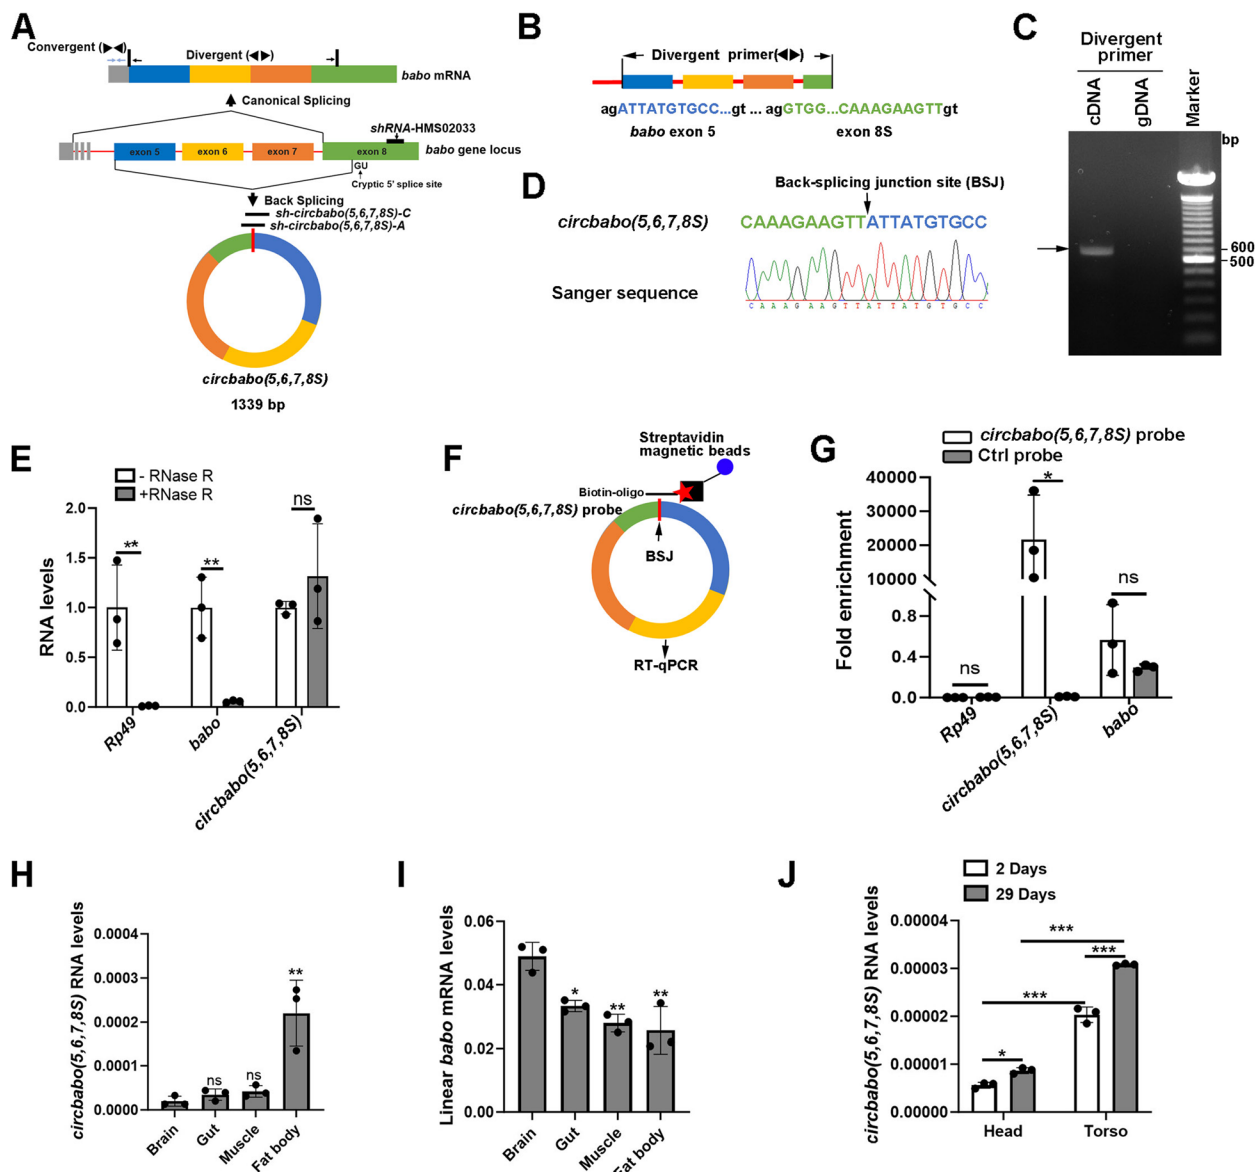 A
Convergent (▶◀)
Divergent (◀▶)
babo mRNA
Canonical Splicing
shRNA-HMS02033
exon 5
exon 6
exon 7
exon 8
babo gene locus
GU
Cryptic 5' splice site
Back Splicing
sh-circbabo(5,6,7,8S)-C
sh-circbabo(5,6,7,8S)-A
circbabo(5,6,7,8S)
1339 bp
B
Divergent primer(◀▶)
agATTATGTGCC...gt ... agGTGG...CAAAGAAGTTgt
babo exon 5
exon 8S
C
Divergent
primer
cDNA
gDNA
Marker
bp
600
500
D
Back-splicing junction site (BSJ)
circbabo(5,6,7,8S)
CAAAGAAGTTATTATGTGCC
Sanger sequence
C A A A G A A G T T A T T A T G T G C C
E
- RNase R
+RNase R
RNA levels
2.0
1.5
1.0
0.5
0.0
**
**
ns
Rp49
babo
circbabo(5,6,7,8S)
F
Streptavidin
magnetic beads
Biotin-oligo
circbabo(5,6,7,8S) probe
BSJ
RT-qPCR
G
circbabo(5,6,7,8S) probe
Ctrl probe
Fold enrichment
40000
30000
20000
10000
0.8
0.4
0.0
ns
*
ns
Rp49
circbabo(5,6,7,8S)
babo
H
circbabo(5,6,7,8S) RNA levels
0.0004
0.0003
0.0002
0.0001
0.0000
ns
ns
**
Brain
Gut
Muscle
Fat body
I
Linear babo mRNA levels
0.06
0.04
0.02
0.00
*
**
**
Brain
Gut
Muscle
Fat body
J
2 Days
29 Days
circbabo(5,6,7,8S) RNA levels
0.00004
0.00003
0.00002
0.00001
0.00000
*
***
***
***
Head
Torso